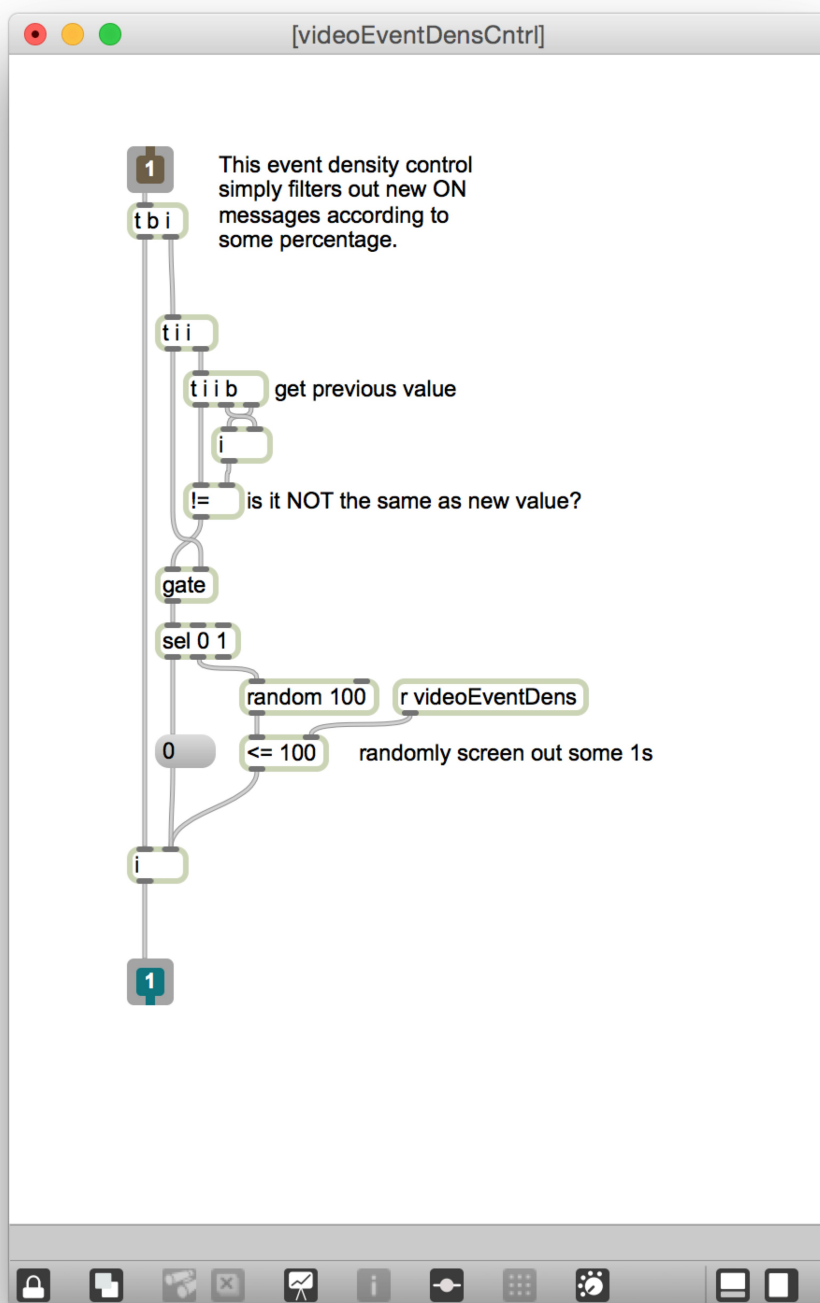 [videoEventDensCntrl]
1
This event density control
simply filters out new ON
messages according to
some percentage.
t b i
t i i
t i i b
get previous value
i
!=
is it NOT the same as new value?
gate
sel 0 1
random 100
r videoEventDens
0
<= 100
randomly screen out some 1s
i
1